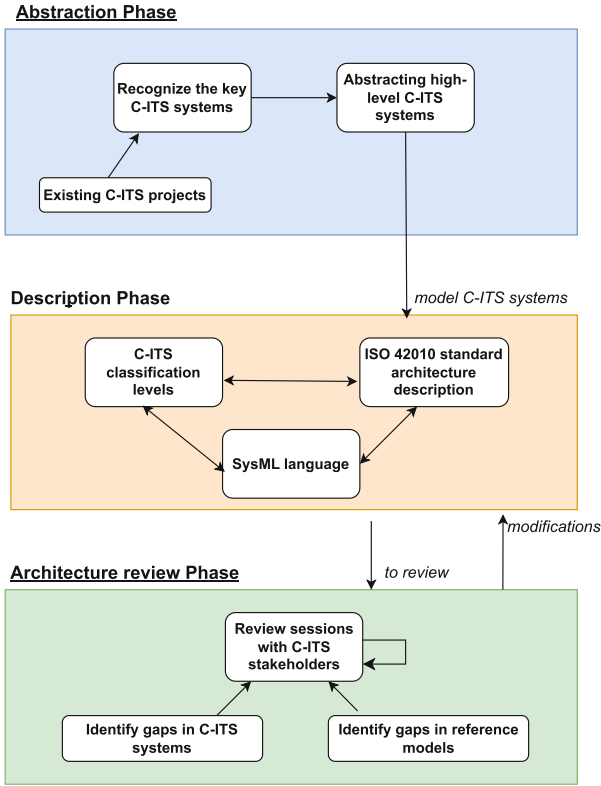 Abstraction Phase
Recognize the key
C-ITS systems
Abstracting high-
level C-ITS
systems
Existing C-ITS projects
model C-ITS systems
Description Phase
C-ITS
classification
levels
ISO 42010 standard
architecture
description
SysML language
modifications
to review
Architecture review Phase
Review sessions
with C-ITS
stakeholders
Identify gaps in C-ITS
systems
Identify gaps in reference
models